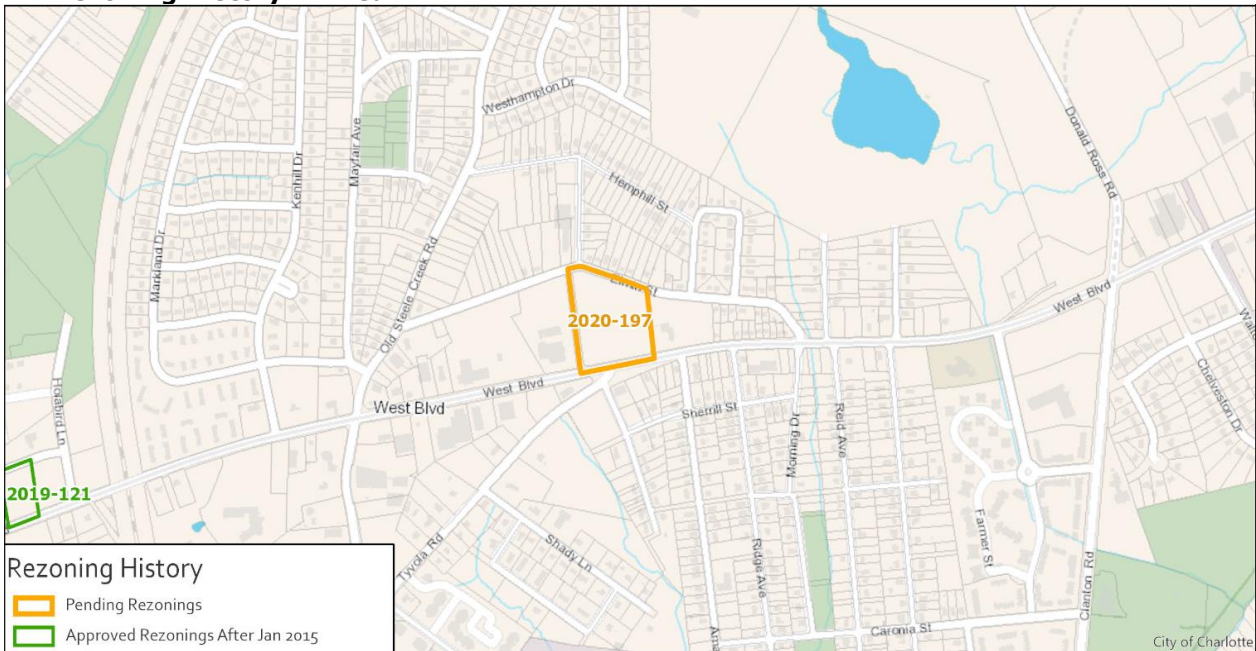 Rezoning History
Westhampton Dr
Mayfair Ave
Kenhill Dr
Donald Ross Rd
Hemphill St
Markland Dr
Old Steele Creek Rd
West Blvd
2020-197
West Blvd
West Blvd
Holabird Ln
Sherrill St
Chelveston Dr
Morning Dr
Reid Ave
2019-121
Farmer St
Tyvola Rd
Shady Ln
Ridge Ave
Clanton Rd
Caronia St
Rezoning History
Pending Rezonings
Approved Rezonings After Jan 2015
City of Charlotte